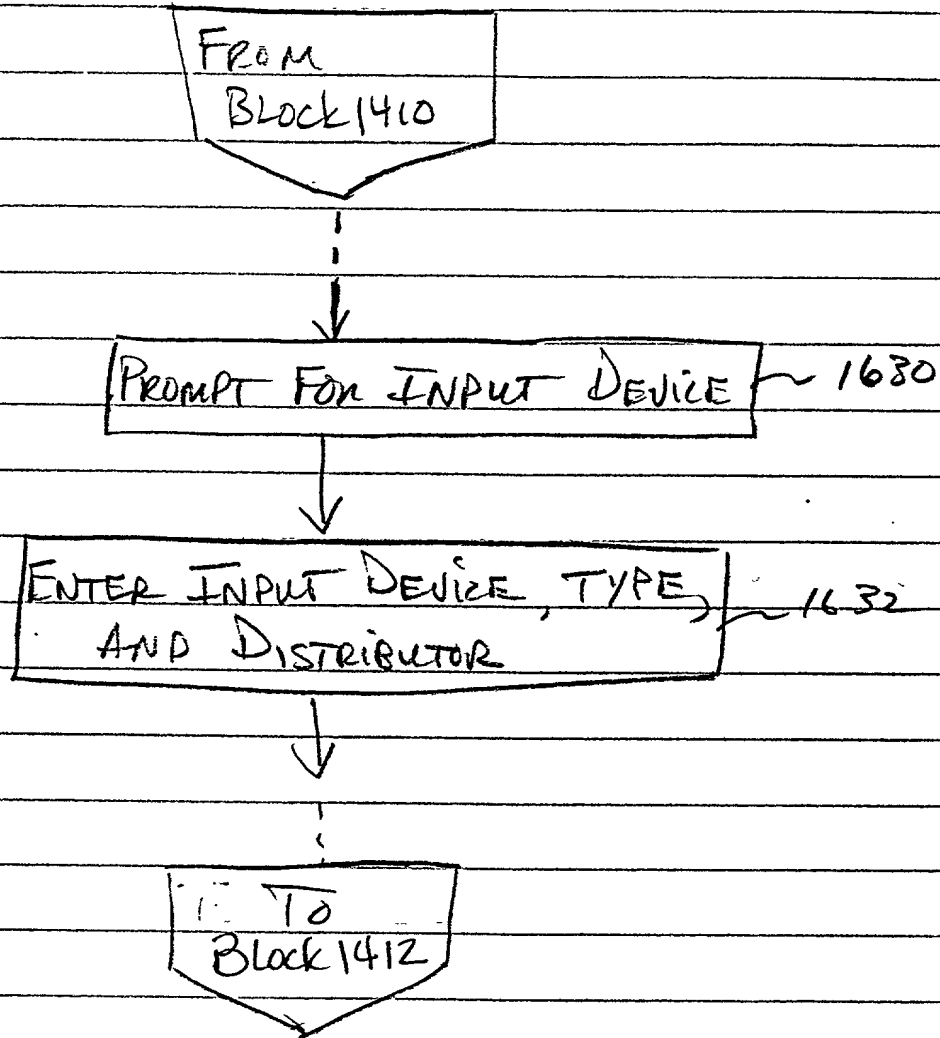 FROM
BLOCK 1410
PROMPT FOR INPUT DEVICE
1630
ENTER INPUT DEVICE, TYPE,
AND DISTRIBUTOR
1632
TO
BLOCK 1412